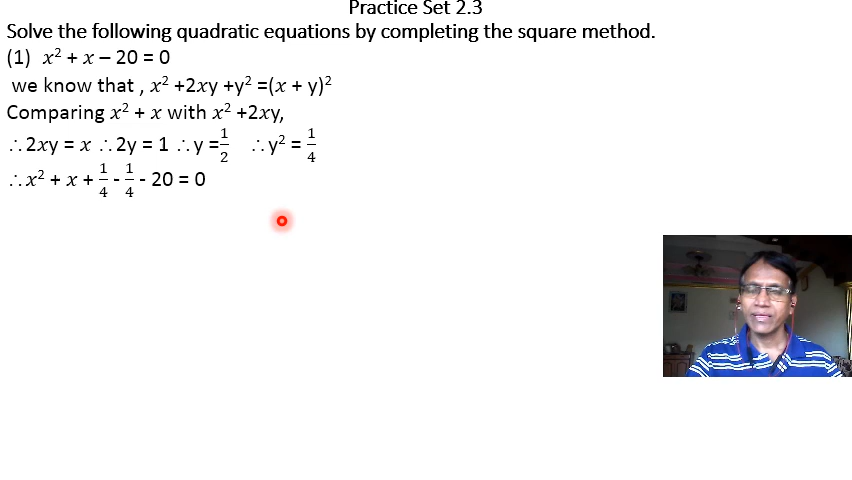 Practice Set 2.3
Solve the following quadratic equations by completing the square method.
(1) 𝑥² + 𝑥 – 20 = 0
we know that , 𝑥² +2𝑥y +y² =(𝑥 + y)²
Comparing 𝑥² + 𝑥 with 𝑥² +2𝑥y,
∴ 2𝑥y = 𝑥 ∴ 2y = 1 ∴ y = 1/2 ∴ y² = 1/4
∴ 𝑥² + 𝑥 + 1/4 - 1/4 - 20 = 0